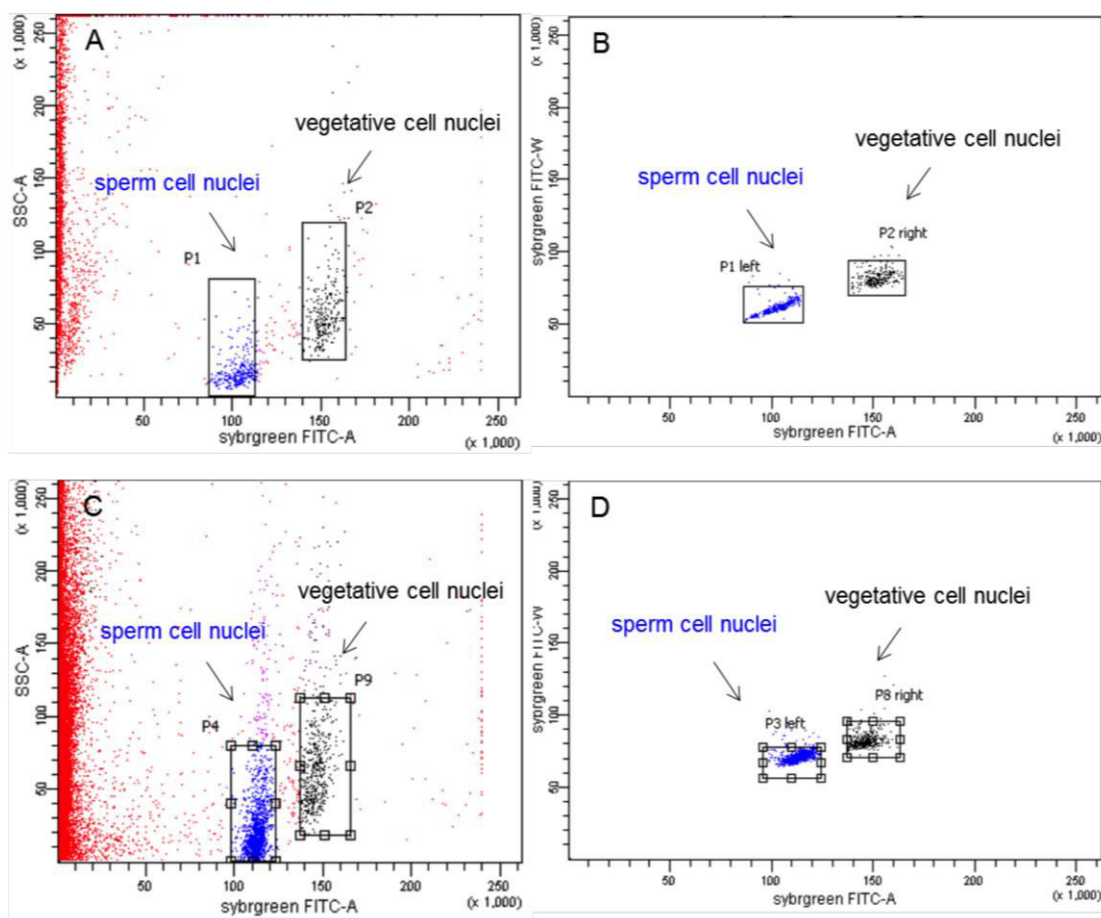 A
(x 1,000)
250
200
150
100
50
SSC-A
vegetative cell nuclei
sperm cell nuclei
P2
P1
50 100 150 200 250
sybrgreen FITC-A
(x 1,000)
B
(x 1,000)
250
200
150
100
50
sybrgreen FITC-W
vegetative cell nuclei
sperm cell nuclei
P2 right
P1 left
50 100 150 200 250
sybrgreen FITC-A
(x 1,000)
C
(x 1,000)
250
200
150
100
50
SSC-A
vegetative cell nuclei
sperm cell nuclei
P9
P4
50 100 150 200 250
sybrgreen FITC-A
(x 1,000)
D
250
200
150
100
50
sybrgreen FITC-W
vegetative cell nuclei
sperm cell nuclei
P8 right
P3 left
50 100 150 200 250
sybrgreen FITC-A
(x 1,000)